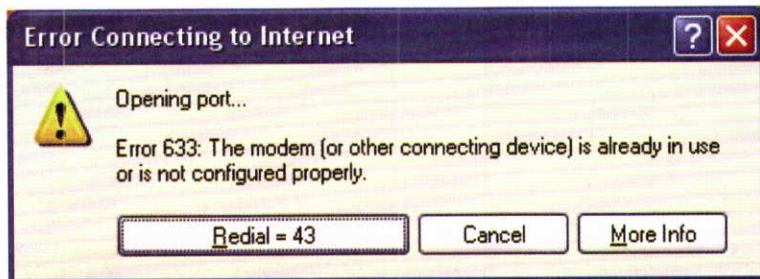 Error Connecting to Internet
Opening port...
Error 633: The modem (or other connecting device) is already in use
or is not configured properly.
Redial = 43
Cancel
More Info